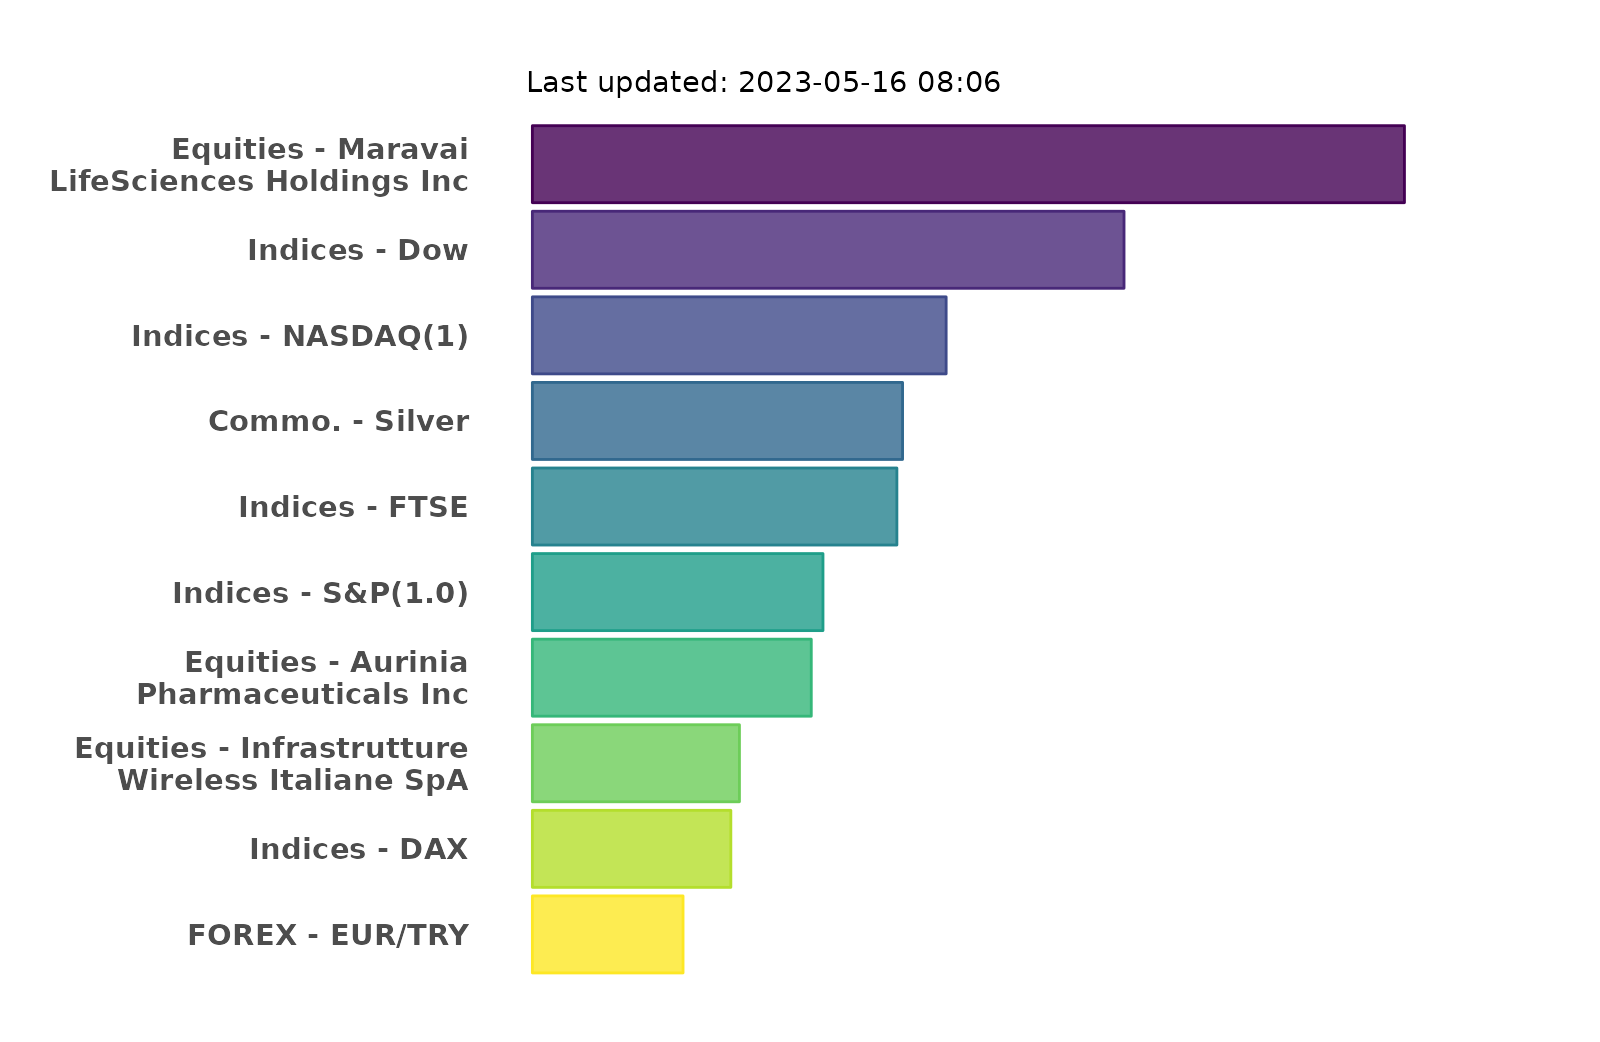 Last updated: 2023-05-16 08:06
Equities - Maravai
LifeSciences Holdings Inc
Indices - Dow
Indices - NASDAQ(1)
Commo. - Silver
Indices - FTSE
Indices - S&P(1.0)
Equities - Aurinia
Pharmaceuticals Inc
Equities - Infrastrutture
Wireless Italiane SpA
Indices - DAX
FOREX - EUR/TRY